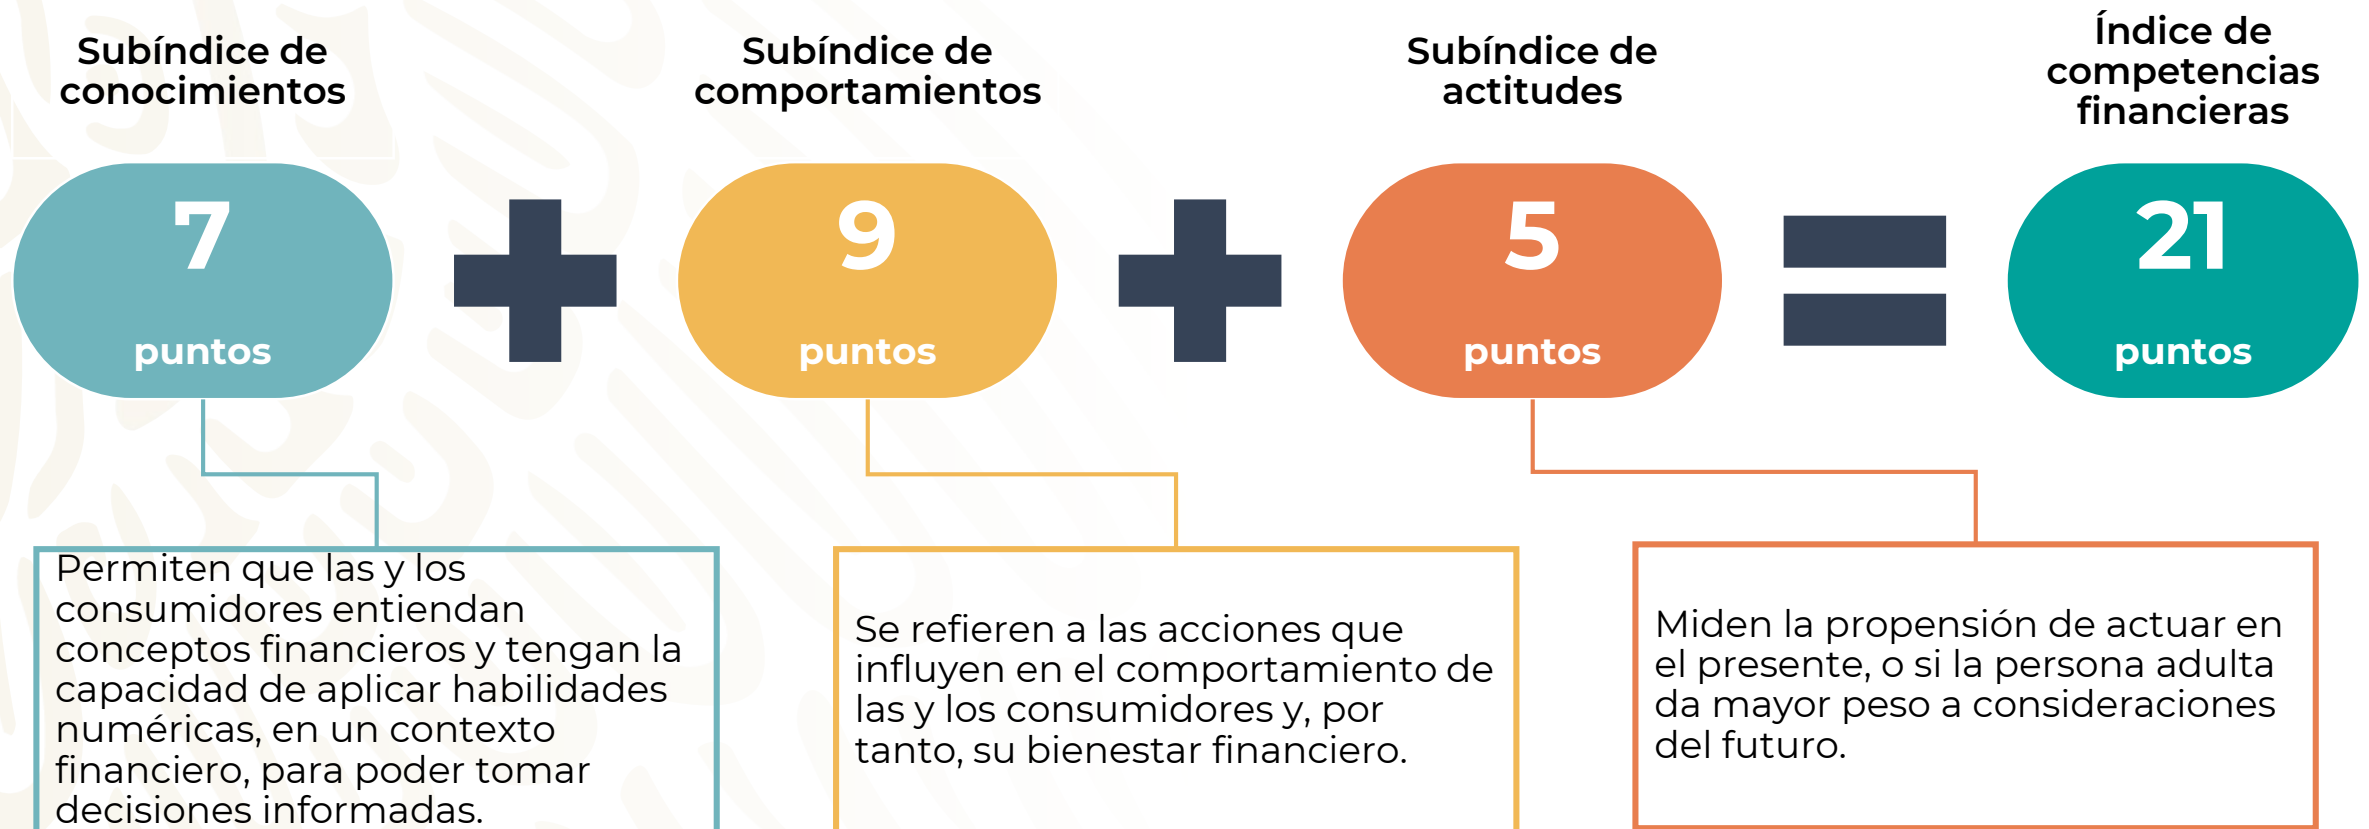 Subíndice de
conocimientos
7
puntos
Subíndice de
comportamientos
9
puntos
Subíndice de
actitudes
5
puntos
Índice de
competencias
financieras
21
puntos
Permiten que las y los
consumidores entiendan
conceptos financieros y tengan la
capacidad de aplicar habilidades
numéricas, en un contexto
financiero, para poder tomar
decisiones informadas.
Se refieren a las acciones que
influyen en el comportamiento de
las y los consumidores y, por
tanto, su bienestar financiero.
Miden la propensión de actuar en
el presente, o si la persona adulta
da mayor peso a consideraciones
del futuro.